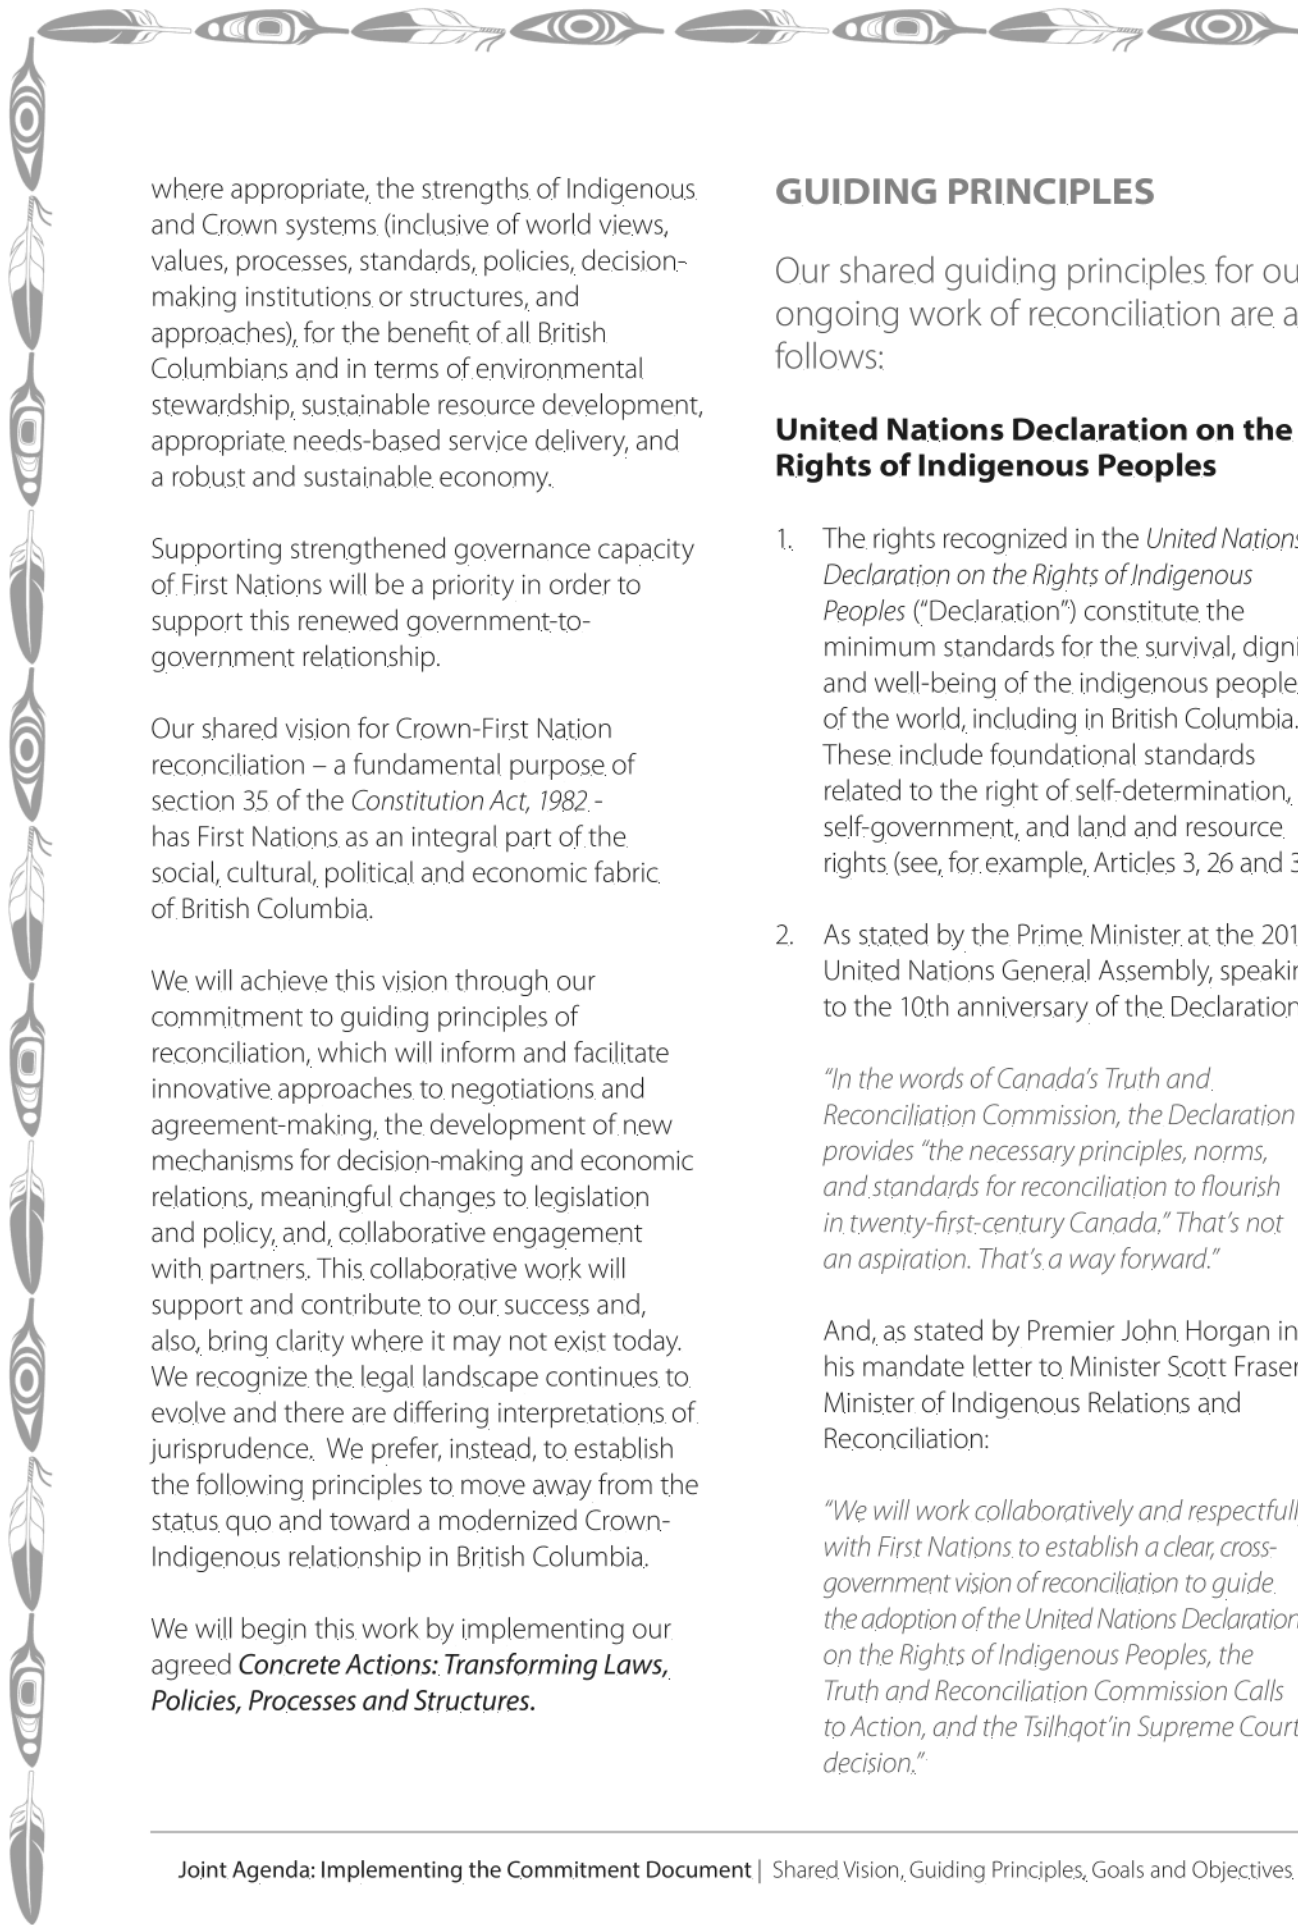 where appropriate, the strengths of Indigenous
and Crown systems (inclusive of world views,
values, processes, standards, policies, decision-
making institutions or structures, and
approaches), for the benefit of all British
Columbians and in terms of environmental
stewardship, sustainable resource development,
appropriate needs-based service delivery, and
a robust and sustainable economy.
Supporting strengthened governance capacity
of First Nations will be a priority in order to
support this renewed government-to-
government relationship.
Our shared vision for Crown-First Nation
reconciliation – a fundamental purpose of
section 35 of the Constitution Act, 1982 -
has First Nations as an integral part of the
social, cultural, political and economic fabric
of British Columbia.
We will achieve this vision through our
commitment to guiding principles of
reconciliation, which will inform and facilitate
innovative approaches to negotiations and
agreement-making, the development of new
mechanisms for decision-making and economic
relations, meaningful changes to legislation
and policy, and, collaborative engagement
with partners. This collaborative work will
support and contribute to our success and,
also, bring clarity where it may not exist today.
We recognize the legal landscape continues to
evolve and there are differing interpretations of
jurisprudence. We prefer, instead, to establish
the following principles to move away from the
status quo and toward a modernized Crown-
Indigenous relationship in British Columbia.
We will begin this work by implementing our
agreed Concrete Actions: Transforming Laws,
Policies, Processes and Structures.
GUIDING PRINCIPLES
Our shared guiding principles for
ongoing work of reconciliation are
follows:
United Nations Declaration on the
Rights of Indigenous Peoples
1. The rights recognized in the United Nations
Declaration on the Rights of Indigenous
Peoples (“Declaration”) constitute the
minimum standards for the survival,
and well-being of the indigenous
of the world, including in British Columbia.
These include foundational standards
related to the right of self-determination,
self-government, and land and resource
rights (see, for example, Articles 3, 26 and
2. As stated by the Prime Minister at the
United Nations General Assembly,
to the 10th anniversary of the Declaration
“In the words of Canada’s Truth and
Reconciliation Commission, the Declaration
provides “the necessary principles, norms,
and standards for reconciliation to flourish
in twenty-first-century Canada.” That’s not
an aspiration. That’s a way forward.”
And, as stated by Premier John Horgan in
his mandate letter to Minister Scott Fraser
Minister of Indigenous Relations and
Reconciliation:
“We will work collaboratively and
with First Nations to establish a clear, cross-
government vision of reconciliation to guide
the adoption of the United Nations Declaration
on the Rights of Indigenous Peoples, the
Truth and Reconciliation Commission Calls
to Action, and the Tsilhqot’in Supreme Court
decision.”
Joint Agenda: Implementing the Commitment Document | Shared Vision, Guiding Principles, Goals and Objectives